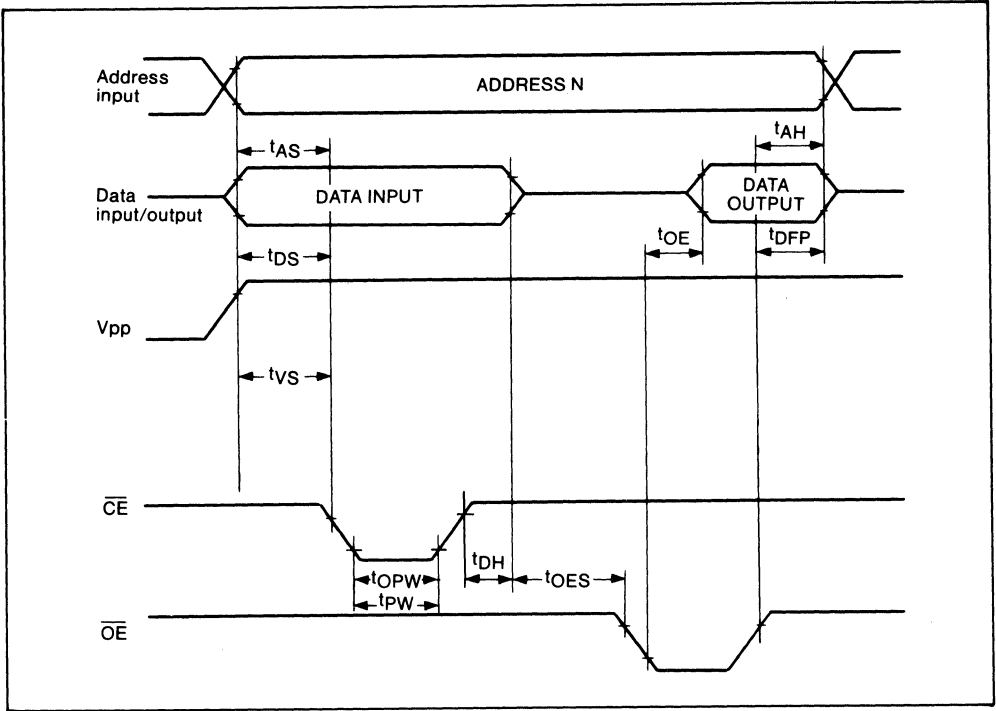 Address
input
ADDRESS N
tAH
tAS
Data
input/output
DATA INPUT
DATA
OUTPUT
tDS
tOE
tDFP
Vpp
tVS
CE
tDH
tOES
tOPW
tPW
OE